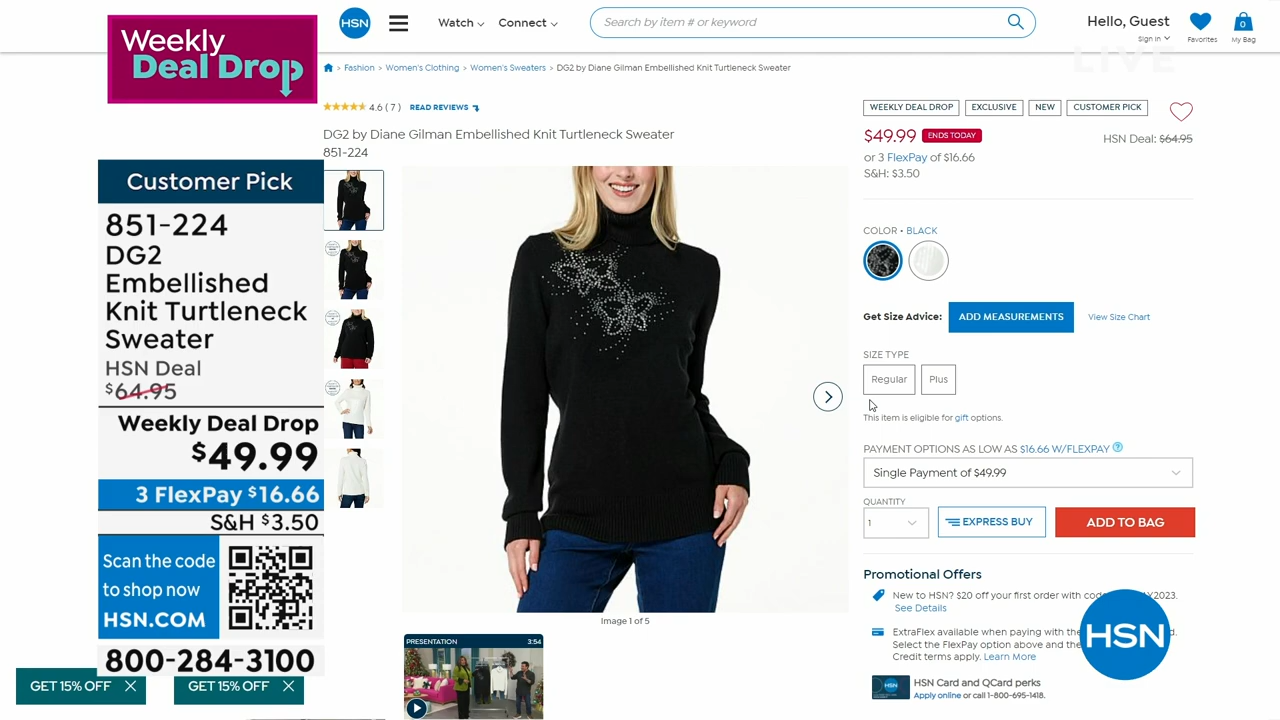 Weekly
Deal Drop
HSN
Watch
Connect
Search by item # or keyword
Hello, Guest
Sign in
Favorites
0
My Bag
LIVE
> Fashion > Women's Clothing > Women's Sweaters > DG2 by Diane Gilman Embellished Knit Turtleneck Sweater
4.6 ( 7 ) READ REVIEWS
DG2 by Diane Gilman Embellished Knit Turtleneck Sweater
851-224
Customer Pick
851-224
DG2
Embellished
Knit Turtleneck
Sweater
HSN Deal
$64.95
Weekly Deal Drop
$49.99
3 FlexPay $16.66
S&H $3.50
Scan the code
to shop now
HSN.COM
800-284-3100
GET 15% OFF
GET 15% OFF
Image 1 of 5
PRESENTATION 3:54
WEEKLY DEAL DROP
EXCLUSIVE
NEW
CUSTOMER PICK
$49.99 ENDS TODAY
HSN Deal: $64.95
or 3 FlexPay of $16.66
S&H: $3.50
COLOR • BLACK
Get Size Advice: ADD MEASUREMENTS View Size Chart
SIZE TYPE
Regular
Plus
This item is eligible for gift options.
PAYMENT OPTIONS AS LOW AS $16.66 W/FLEXPAY ?
Single Payment of $49.99
QUANTITY
1
EXPRESS BUY
ADD TO BAG
Promotional Offers
New to HSN? $20 off your first order with code Y2023.
See Details
ExtraFlex available when paying with the d.
Select the FlexPay option above and the
Credit terms apply. Learn More
HSN
HSN Card and QCard perks
Apply online or call 1-800-695-1418.